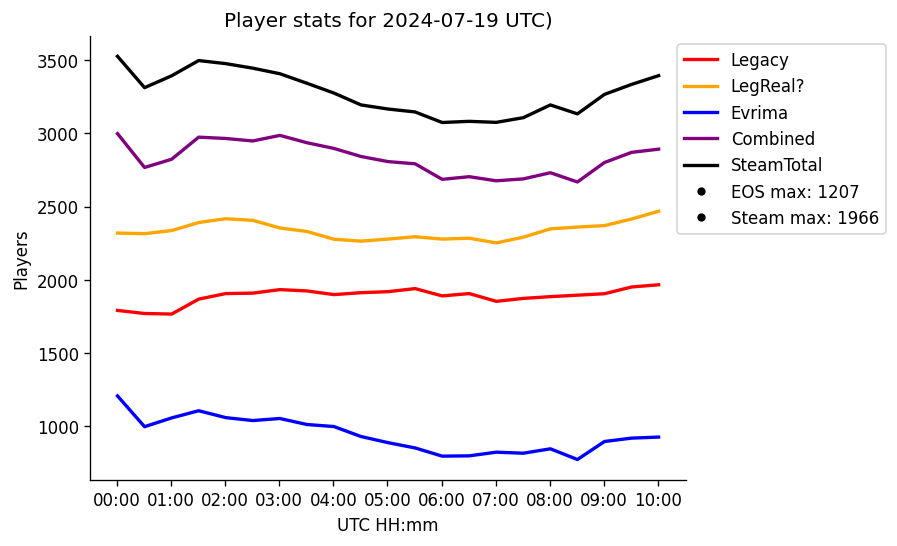 Player stats for 2024-07-19 UTC)
3500
3000
2500
2000
1500
1000
Players
00:00 01:00 02:00 03:00 04:00 05:00 06:00 07:00 08:00 09:00 10:00
UTC HH:mm
Legacy
LegReal?
Evrima
Combined
SteamTotal
EOS max: 1207
Steam max: 1966